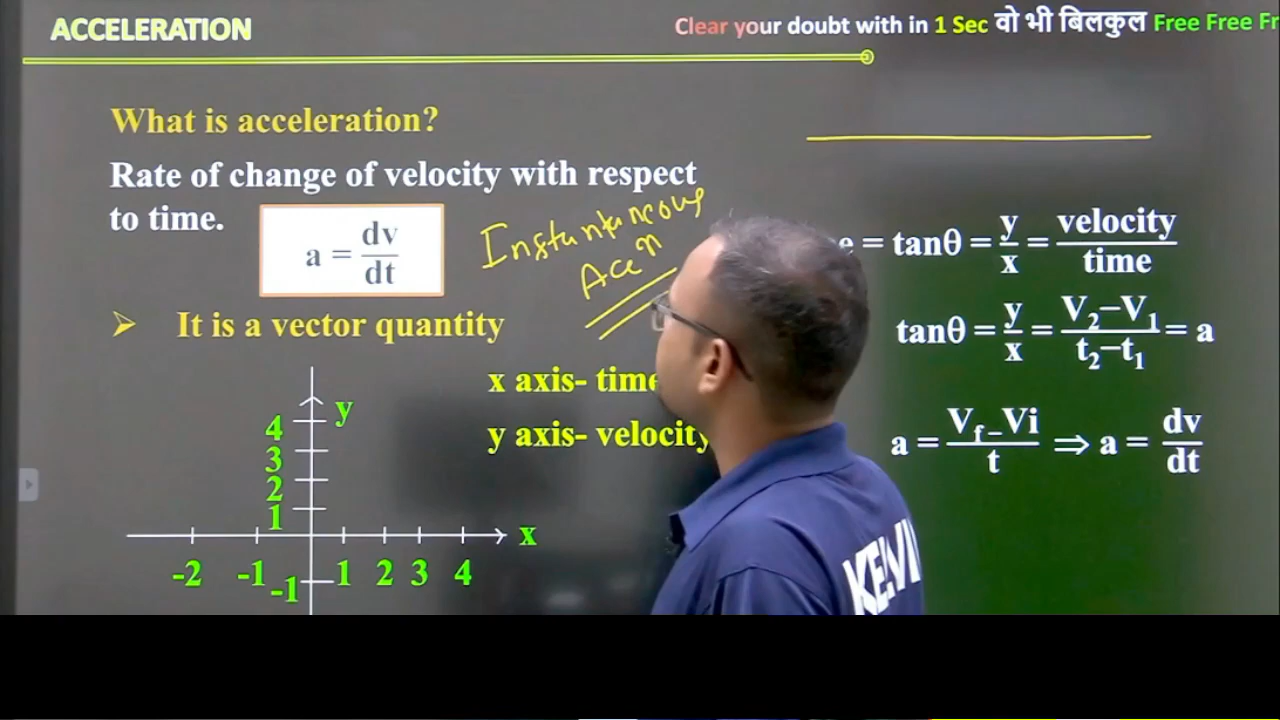 ACCELERATION
Clear your doubt with in 1 Sec वो भी बिलकुल Free Free Fr
What is acceleration?
Rate of change of velocity with respect
to time.
a = dv/dt
Instantaneous
Acc n
➤ It is a vector quantity
x axis- time
y axis- velocity
y
4
3
2
1
x
-2 -1 1 2 3 4
-1
e = tanθ = y/x = velocity/time
tanθ = y/x = V₂–V₁/t₂–t₁ = a
a = Vf – Vi/t ⇒ a = dv/dt